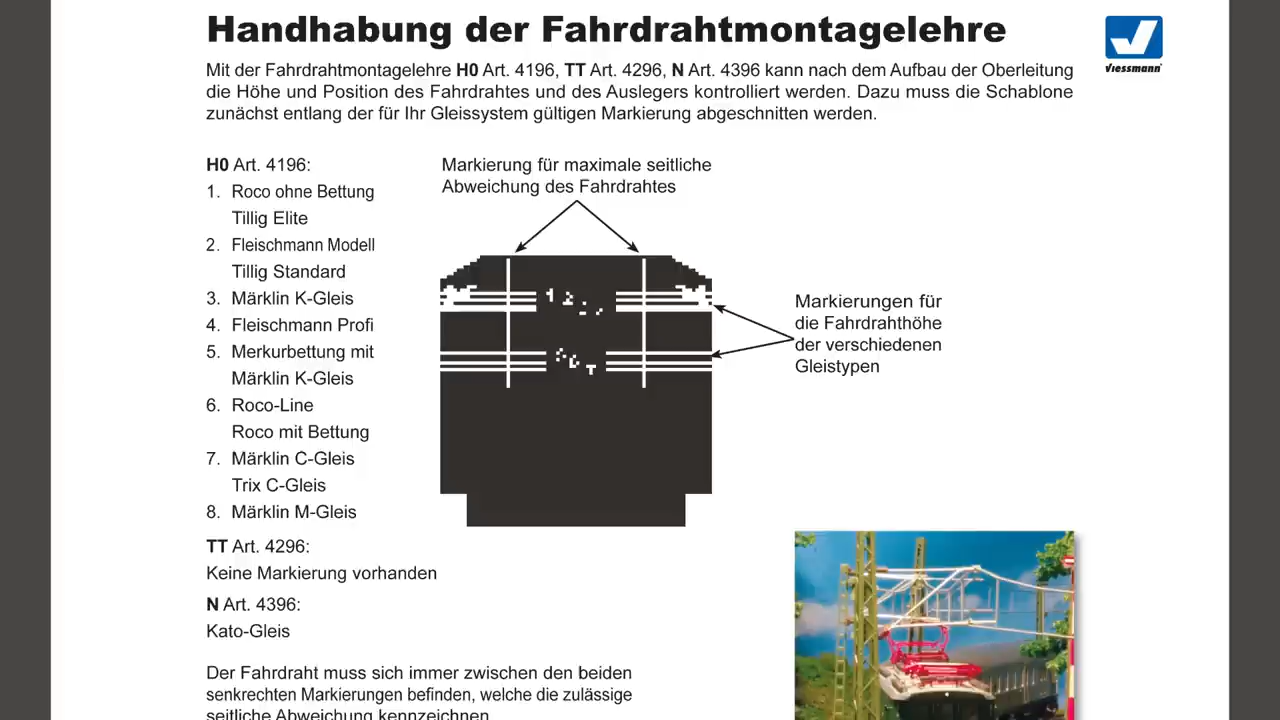 Handhabung der Fahrdrahtmontagelehre
Viessmann
Mit der Fahrdrahtmontagelehre H0 Art. 4196, TT Art. 4296, N Art. 4396 kann nach dem Aufbau der Oberleitung
die Höhe und Position des Fahrdrahtes und des Auslegers kontrolliert werden. Dazu muss die Schablone
zunächst entlang der für Ihr Gleissystem gültigen Markierung abgeschnitten werden.
H0 Art. 4196:
1. Roco ohne Bettung
Tillig Elite
2. Fleischmann Modell
Tillig Standard
3. Märklin K-Gleis
4. Fleischmann Profi
5. Merkurbettung mit
Märklin K-Gleis
6. Roco-Line
Roco mit Bettung
7. Märklin C-Gleis
Trix C-Gleis
8. Märklin M-Gleis
Markierung für maximale seitliche
Abweichung des Fahrdrahtes
Markierungen für
die Fahrdrahthöhe
der verschiedenen
Gleistypen
TT Art. 4296:
Keine Markierung vorhanden
N Art. 4396:
Kato-Gleis
Der Fahrdraht muss sich immer zwischen den beiden
senkrechten Markierungen befinden, welche die zulässige
seitliche Abweichung kennzeichnen